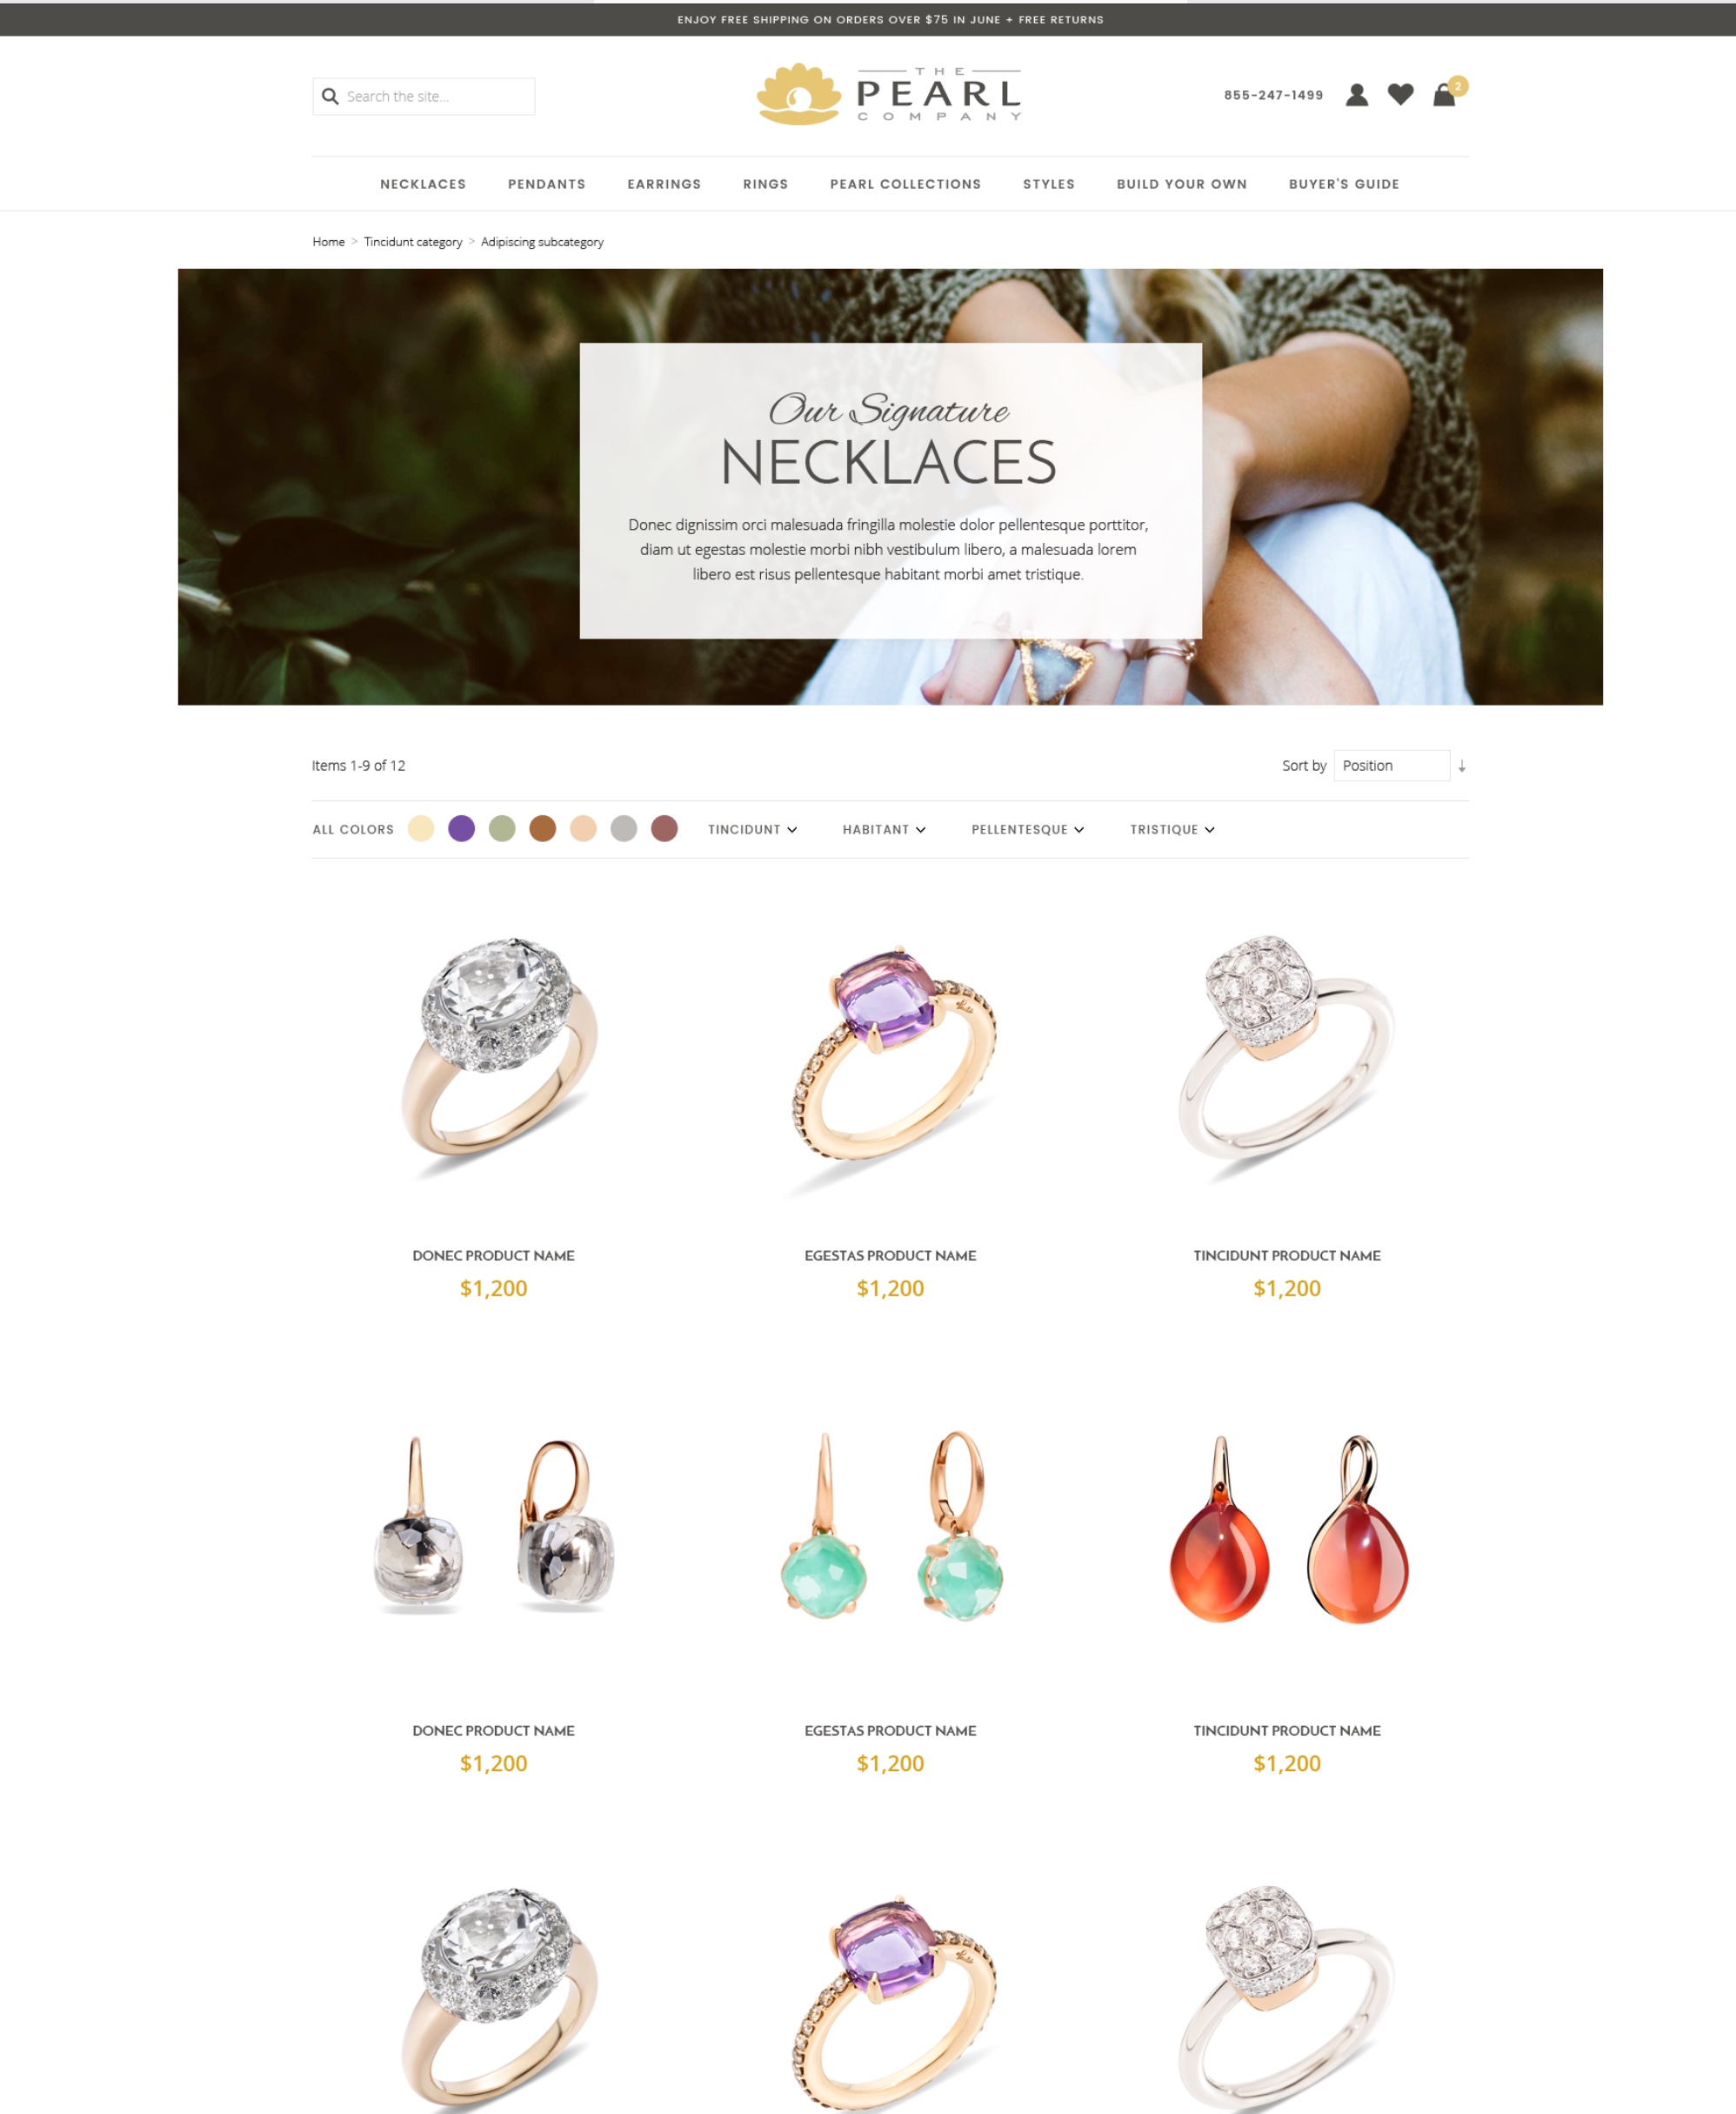 ENJOY FREE SHIPPING ON ORDERS OVER $75 IN JUNE + FREE RETURNS
Search the site...
THE
PEARL
COMPANY
855-247-1499
2
NECKLACES PENDANTS EARRINGS RINGS PEARL COLLECTIONS STYLES BUILD YOUR OWN BUYER'S GUIDE
Home > Tincidunt category > Adipiscing subcategory
Our Signature
NECKLACES
Donec dignissim orci malesuada fringilla molestie dolor pellentesque porttitor,
diam ut egestas molestie morbi nibh vestibulum libero, a malesuada lorem
libero est risus pellentesque habitant morbi amet tristique.
Items 1-9 of 12
Sort by Position
ALL COLORS TINCIDUNT HABITANT PELLENTESQUE TRISTIQUE
DONEC PRODUCT NAME
$1,200
EGESTAS PRODUCT NAME
$1,200
TINCIDUNT PRODUCT NAME
$1,200
DONEC PRODUCT NAME
$1,200
EGESTAS PRODUCT NAME
$1,200
TINCIDUNT PRODUCT NAME
$1,200